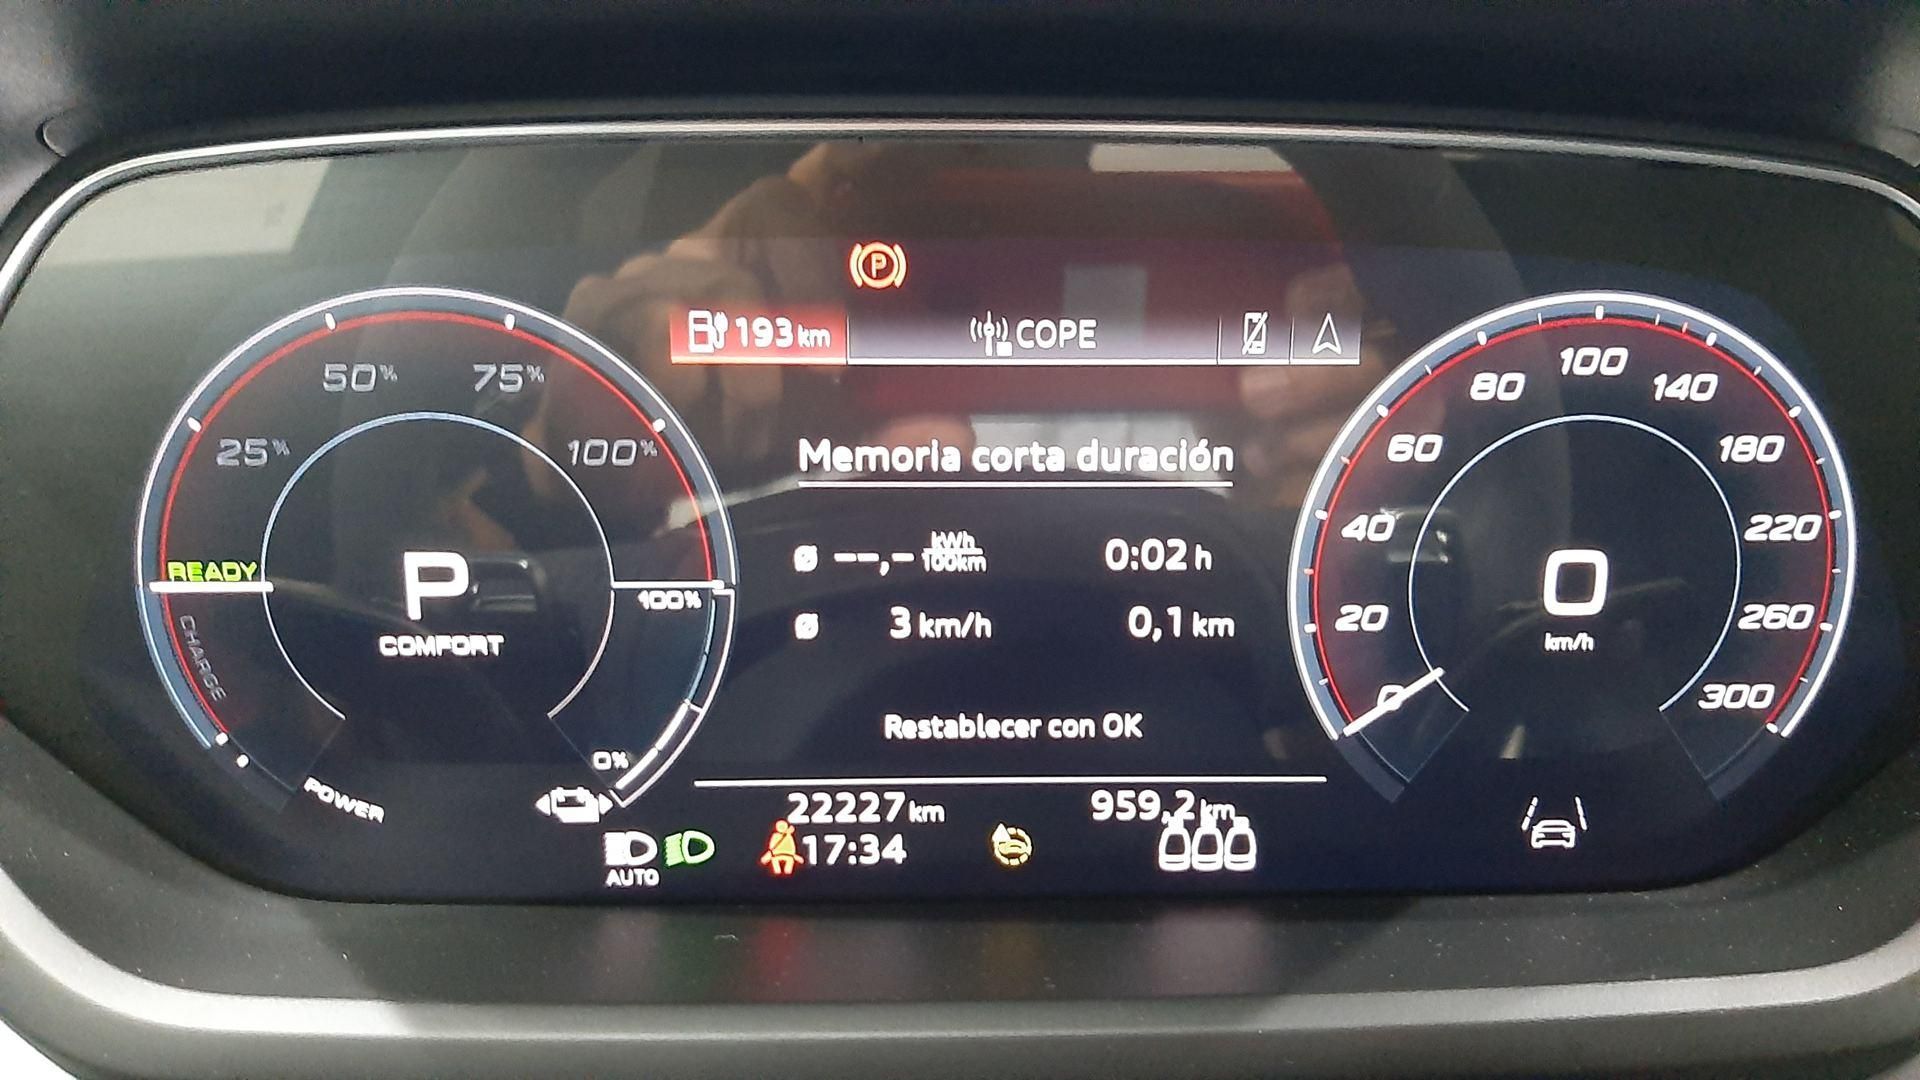 P
193 km
COPE
50%
75%
25%
100%
READY
P
COMFORT
CHARGE
POWER
100%
0%
Memoria corta duración
Ø --,- kWh/100km 0:02 h
Ø 3 km/h 0,1 km
Restablecer con OK
22227 km 959,2 km
AUTO
17:34
0
20
40
60
80
100
140
180
220
260
300
0
km/h